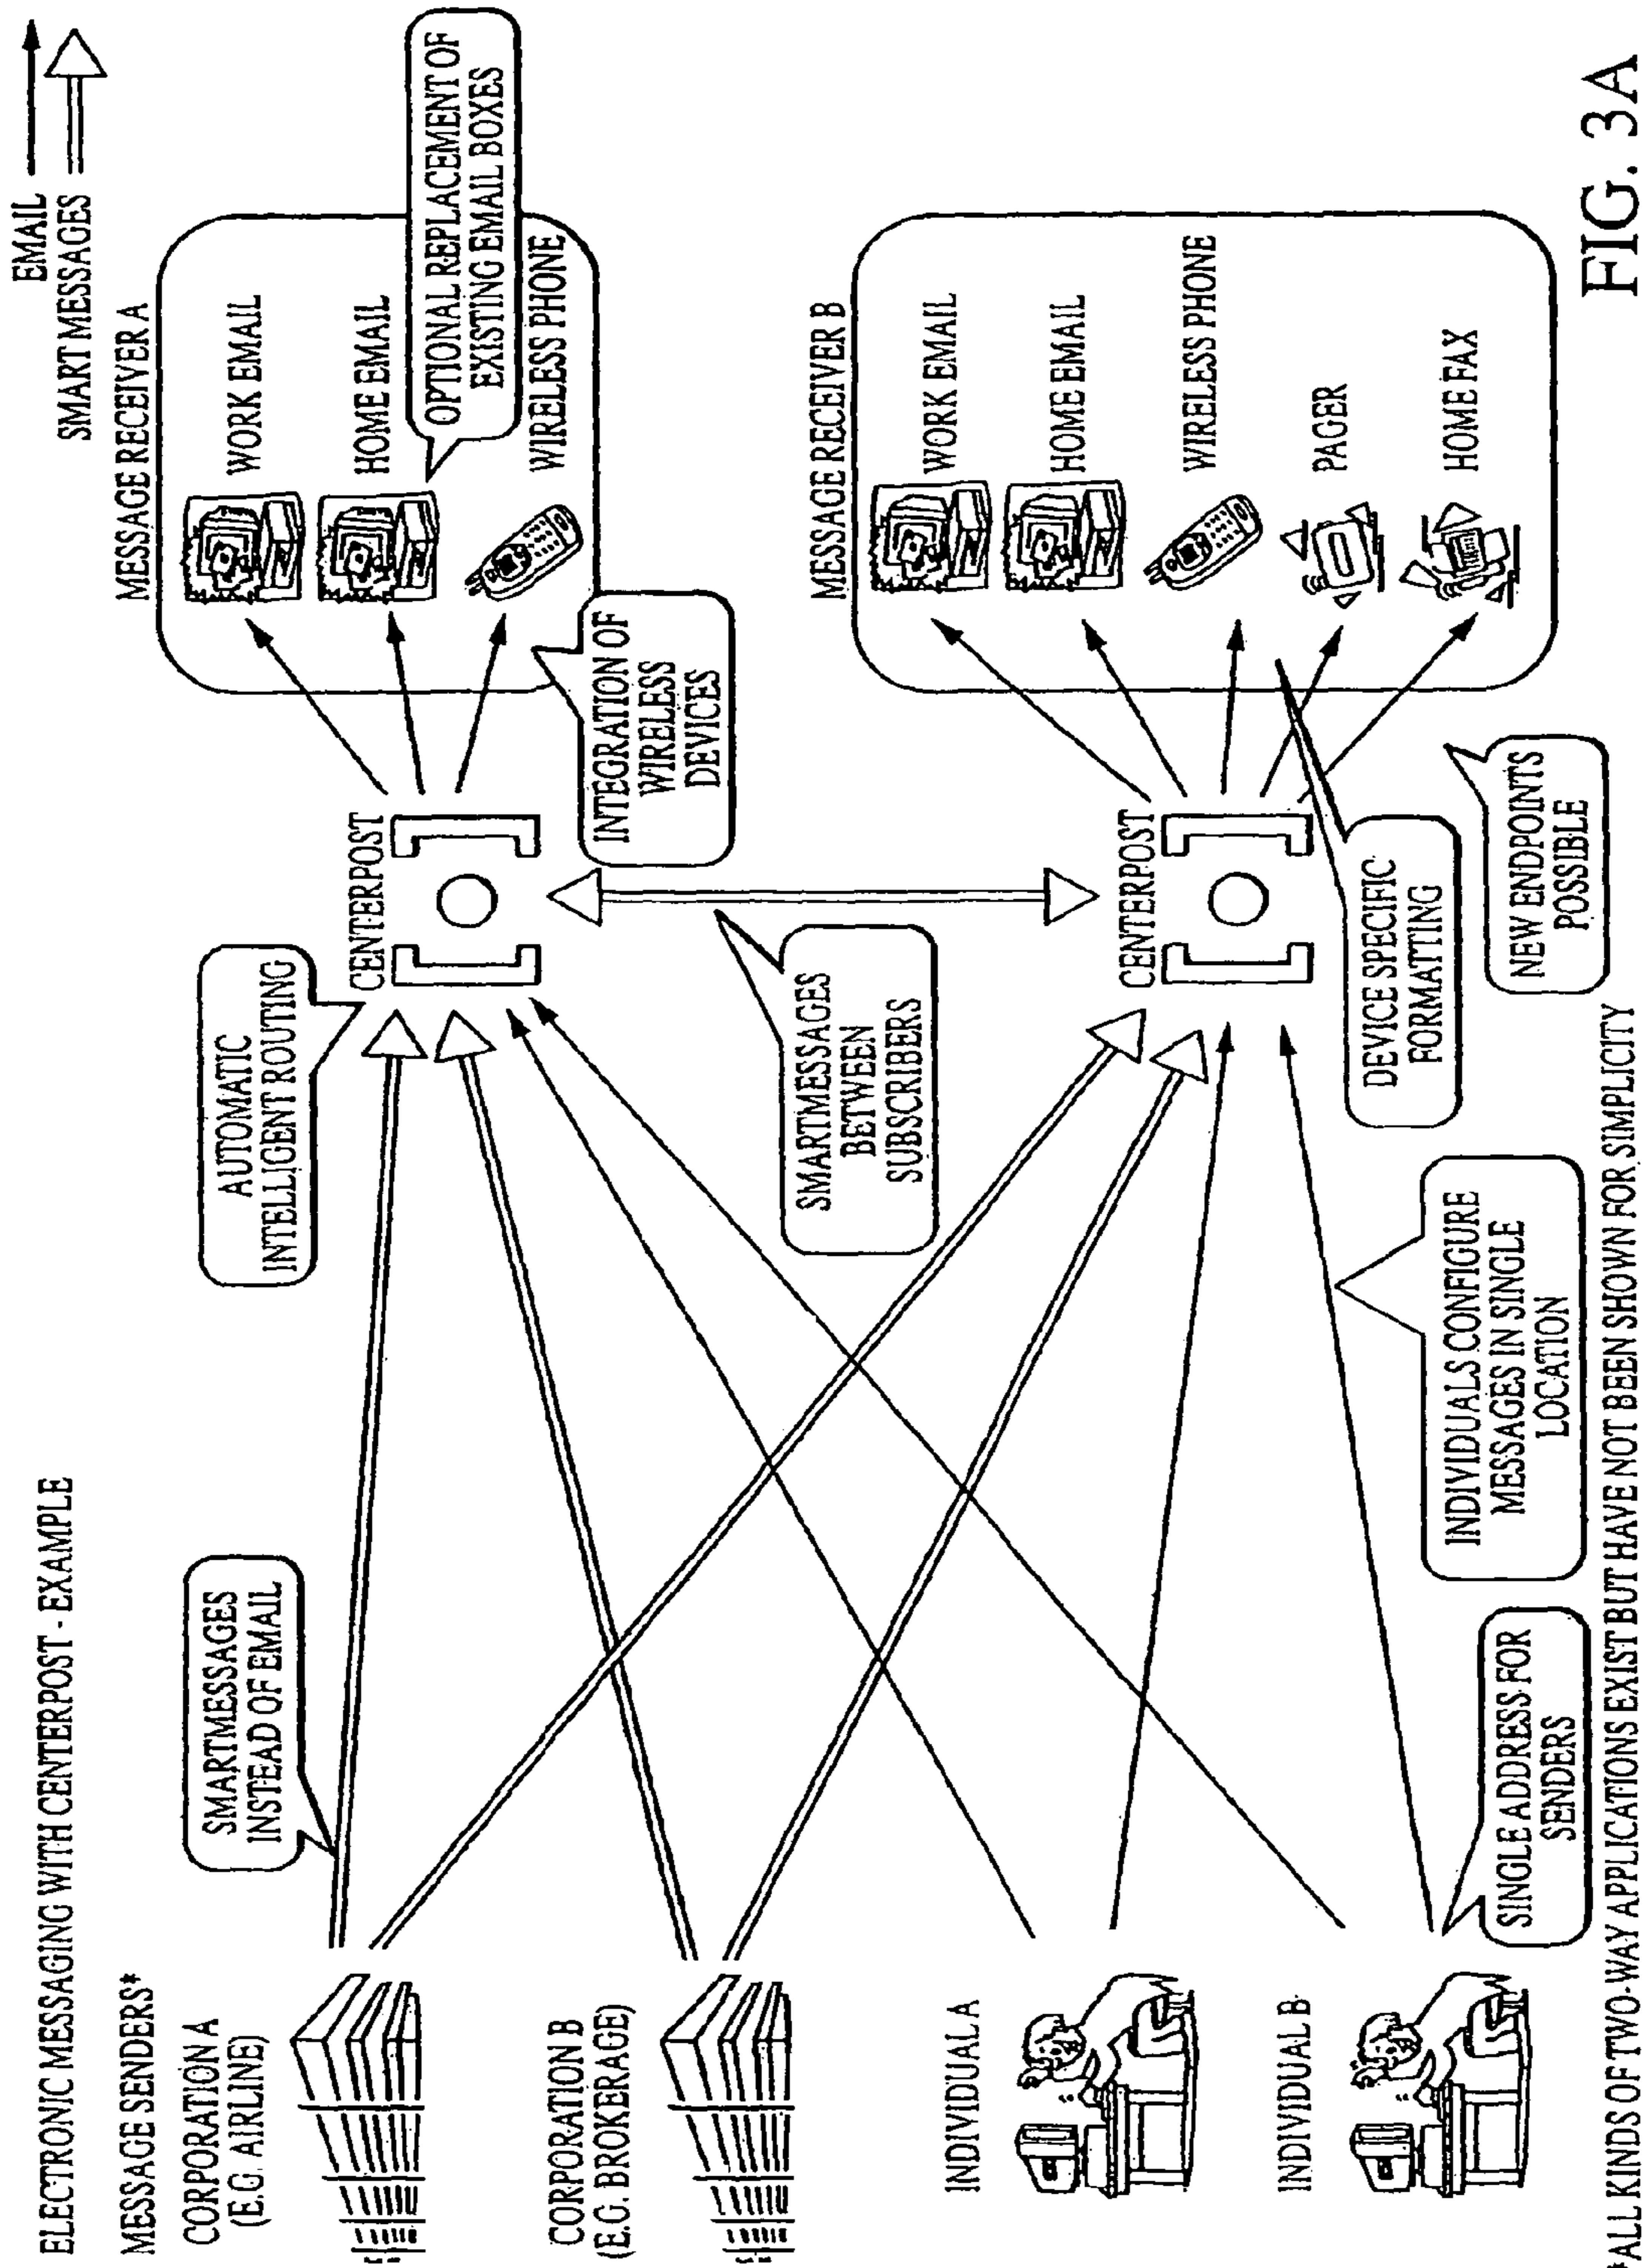 ELECTRONIC MESSAGING WITH CENTERPOST - EXAMPLE
EMAIL
SMART MESSAGES
MESSAGE SENDERS*
CORPORATION A
(E.G. AIRLINE)
SMARTMESSAGES
INSTEAD OF EMAIL
AUTOMATIC
INTELLIGENT ROUTING
CENTERPOST
MESSAGE RECEIVER A
WORK EMAIL
HOME EMAIL
OPTIONAL REPLACEMENT OF
EXISTING EMAIL BOXES
WIRELESS PHONE
INTEGRATION OF
WIRELESS
DEVICES
CORPORATION B
(E.G. BROKERAGE)
SMARTMESSAGES
BETWEEN
SUBSCRIBERS
INDIVIDUAL A
CENTERPOST
MESSAGE RECEIVER B
WORK EMAIL
HOME EMAIL
WIRELESS PHONE
PAGER
HOME FAX
INDIVIDUAL B
DEVICE SPECIFIC
FORMATTING
INDIVIDUALS CONFIGURE
MESSAGES IN SINGLE
LOCATION
SINGLE ADDRESS FOR
SENDERS
NEW ENDPOINTS
POSSIBLE
*ALL KINDS OF TWO-WAY APPLICATIONS EXIST BUT HAVE NOT BEEN SHOWN FOR SIMPLICITY
FIG. 3A